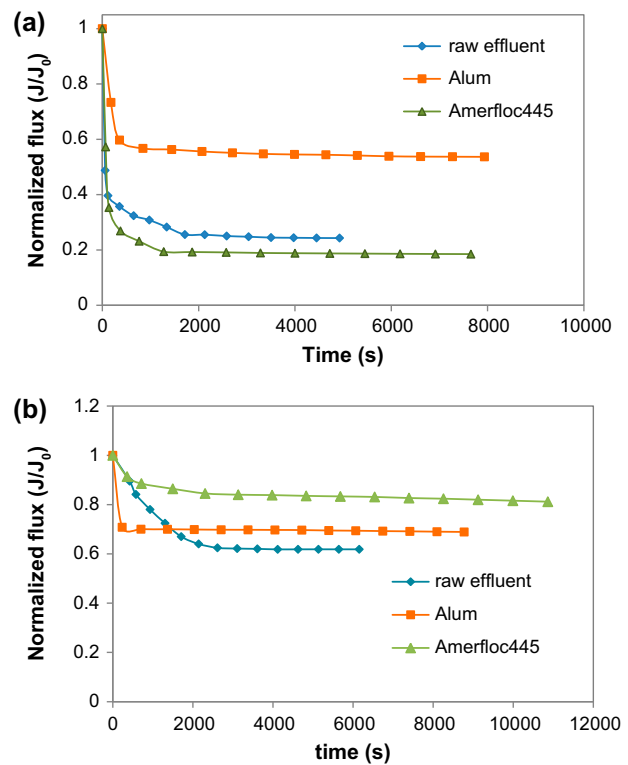 (a)
1
0.8
0.6
0.4
0.2
0
Normalized flux (J/J₀)
raw effluent
Alum
Amerfloc445
0 2000 4000 6000 8000 10000
Time (s)
(b)
1.2
1
0.8
0.6
0.4
0.2
0
Normalized flux (J/J₀)
raw effluent
Alum
Amerfloc445
0 2000 4000 6000 8000 10000 12000
time (s)